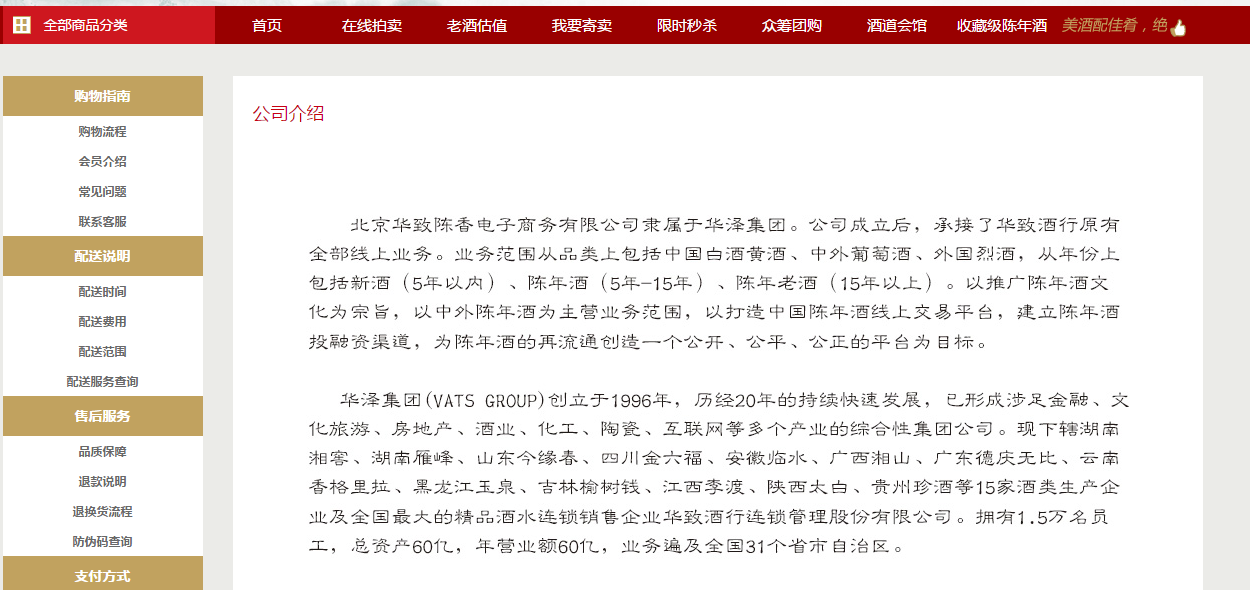 全部商品分类 首页 在线拍卖 老酒估值 我要寄卖 限时秒杀 众筹团购 酒道会馆 收藏级陈年酒 美酒配佳肴，绝
购物指南
购物流程
会员介绍
常见问题
联系客服
配送说明
配送时间
配送费用
配送范围
配送服务查询
售后服务
品质保障
退款说明
退换货流程
防伪码查询
支付方式
公司介绍
北京华致陈香电子商务有限公司隶属于华泽集团。公司成立后，承接了华致酒行原有
全部线上业务。业务范围从品类上包括中国白酒黄酒、中外葡萄酒、外国烈酒，从年份上
包括新酒（5年以内）、陈年酒（5年-15年）、陈年老酒（15年以上）。以推广陈年酒文
化为宗旨，以中外陈年酒为主营业务范围，以打造中国陈年酒线上交易平台，建立陈年酒
投融资渠道，为陈年酒的再流通创造一个公开、公平、公正的平台为目标。
华泽集团(VATS GROUP)创立于1996年，历经20年的持续快速发展，已形成涉足金融、文
化旅游、房地产、酒业、化工、陶瓷、互联网等多个产业的综合性集团公司。现下辖湖南
湘窖、湖南雁峰、山东今缘春、四川金六福、安徽临水、广西湘山、广东德庆无比、云南
香格里拉、黑龙江玉泉、吉林榆树钱、江西李渡、陕西太白、贵州珍酒等15家酒类生产企
业及全国最大的精品酒水连锁销售企业华致酒行连锁管理股份有限公司。拥有1.5万名员
工，总资产60亿，年营业额60亿，业务遍及全国31个省市自治区。